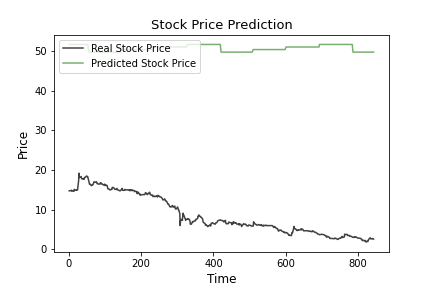 Stock Price Prediction
Real Stock Price
Predicted Stock Price
Price
50
40
30
20
10
0
0 200 400 600 800
Time